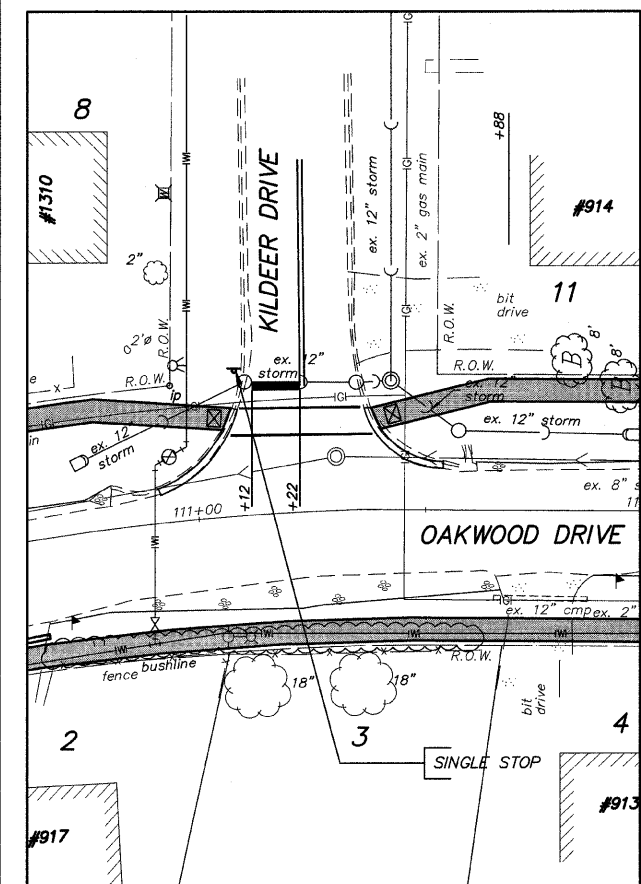 8
#1310
2"
2'ø
R.O.W.
R.O.W.
ip
x
KILDEER DRIVE
ex. 12"
storm
ex. 12" storm
ex. 2" gas main
+88
#914
11
bit
drive
R.O.W.
R.O.W.
B
8'
B
8'
ex. 12"
storm
ex. 12" storm
ex. 12"
storm
ex. 8" s
111+00
+12
+22
11
OAKWOOD DRIVE
ex. 12" cmp
ex. 2"
R.O.W.
fence
bushline
18"
18"
bit
drive
2
3
4
SINGLE STOP
#917
#913